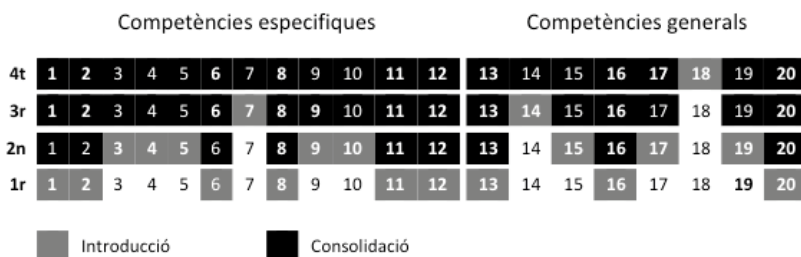 Competències especifiques Competències generals
4t 1 2 3 4 5 6 7 8 9 10 11 12 13 14 15 16 17 18 19 20
3r 1 2 3 4 5 6 7 8 9 10 11 12 13 14 15 16 17 18 19 20
2n 1 2 3 4 5 6 7 8 9 10 11 12 13 14 15 16 17 18 19 20
1r 1 2 3 4 5 6 7 8 9 10 11 12 13 14 15 16 17 18 19 20
Introducció Consolidació